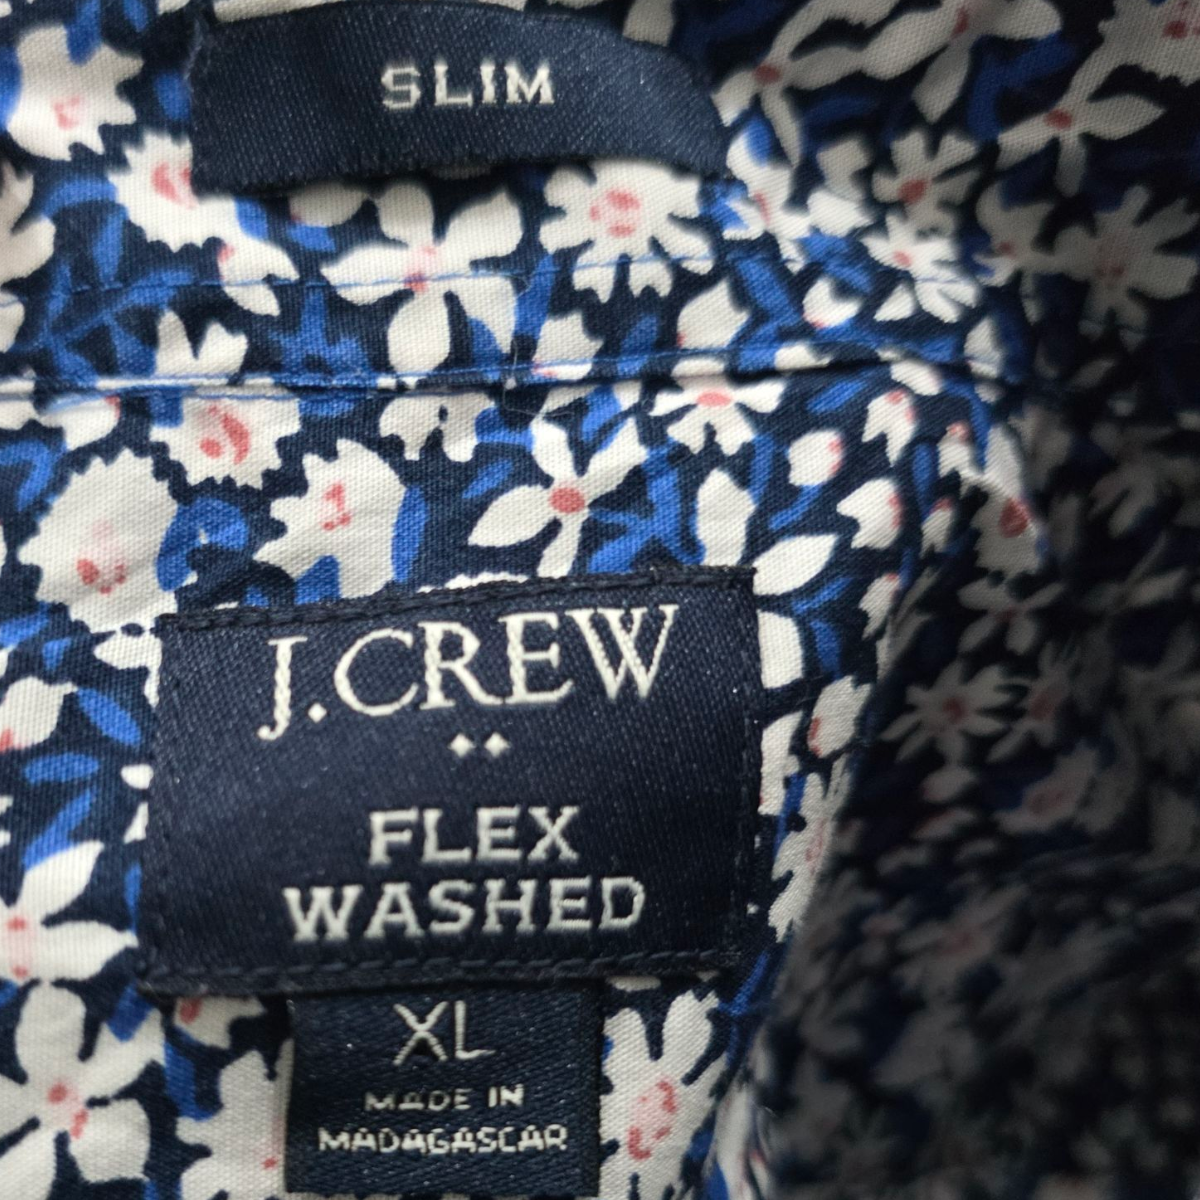 SLIM
J.CREW
FLEX
WASHED
XL
MADE IN
MADAGASCAR